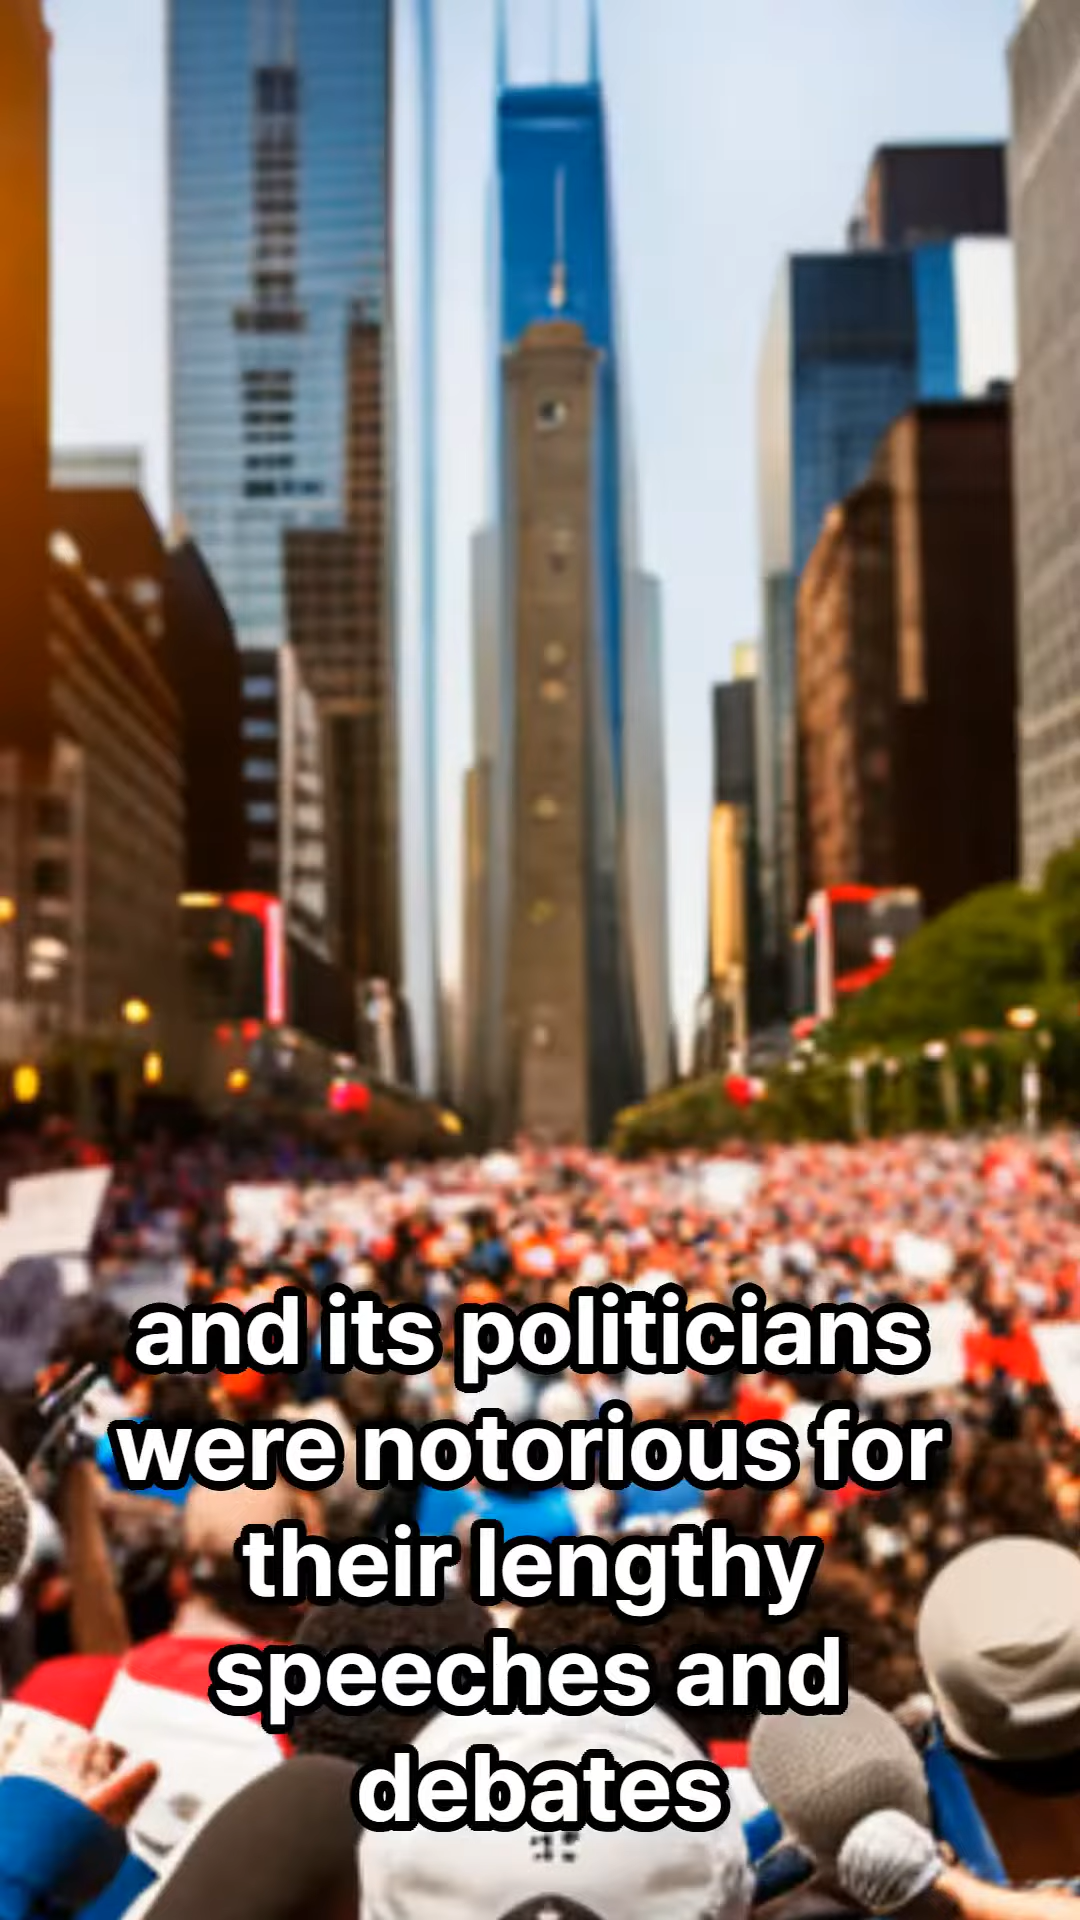 and its politicians
were notorious for
their lengthy
speeches and
debates